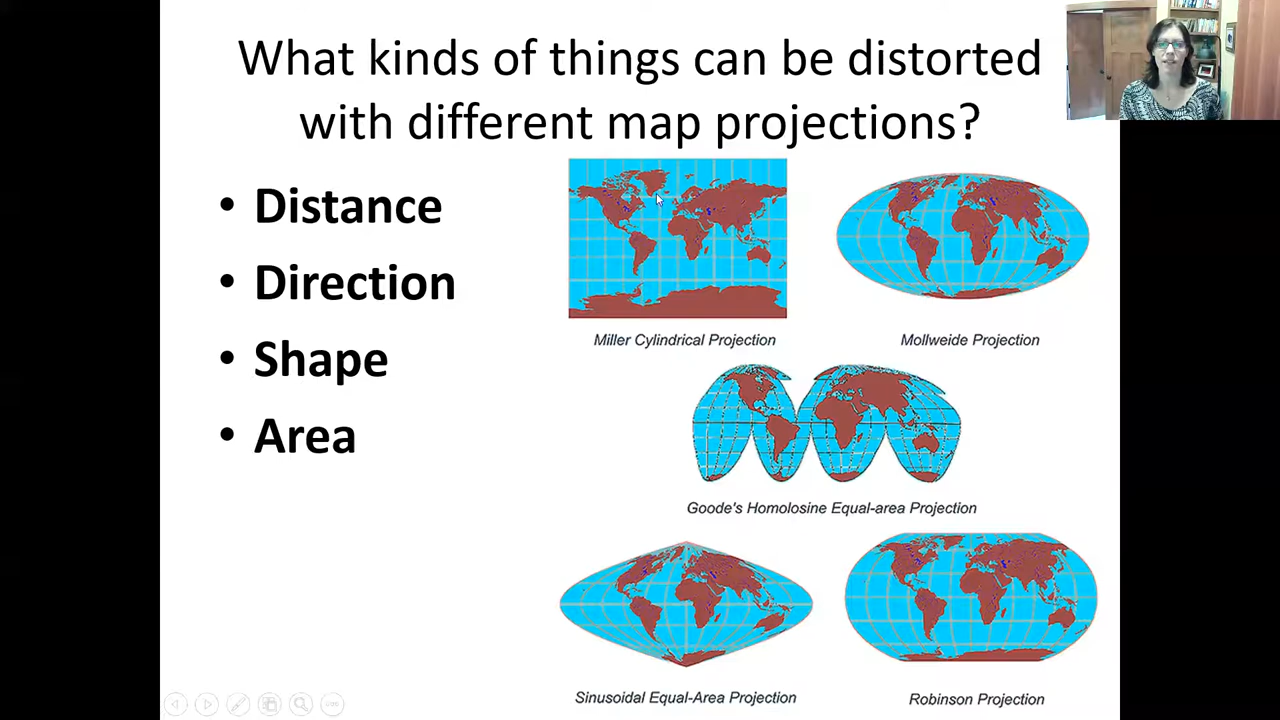 What kinds of things can be distorted
with different map projections?
• Distance
• Direction
• Shape
• Area
Miller Cylindrical Projection
Mollweide Projection
Goode's Homolosine Equal-area Projection
Sinusoidal Equal-Area Projection
Robinson Projection